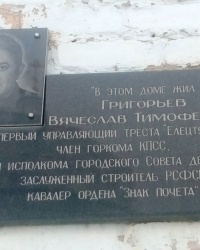 "В ЭТОМ ДОМЕ ЖИЛ
ГРИГОРЬЕВ
ВЯЧЕСЛАВ ТИМОФЕ
ПЕРВЫЙ УПРАВЛЯЮЩИЙ ТРЕСТА "ЕЛЕЦТЯ
ЧЛЕН ГОРКОМА КПСС,
ИСПОЛКОМА ГОРОДСКОГО СОВЕТА ДЕ
ЗАСЛУЖЕННЫЙ СТРОИТЕЛЬ РСФС
КАВАЛЕР ОРДЕНА "ЗНАК ПОЧЕТА"